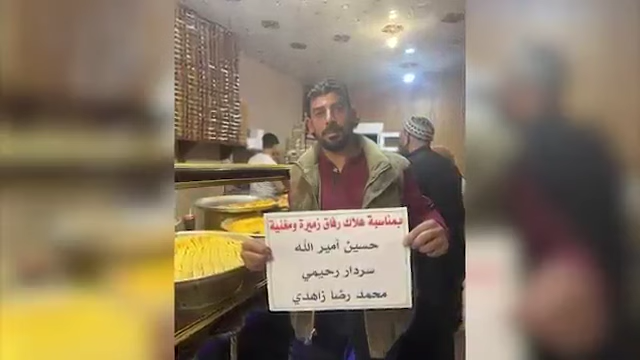 بمناسبة هلاك رفاق زميرة ومغنية
حسين أمير الله
سردار رحيمي
محمد رضا زاهدي